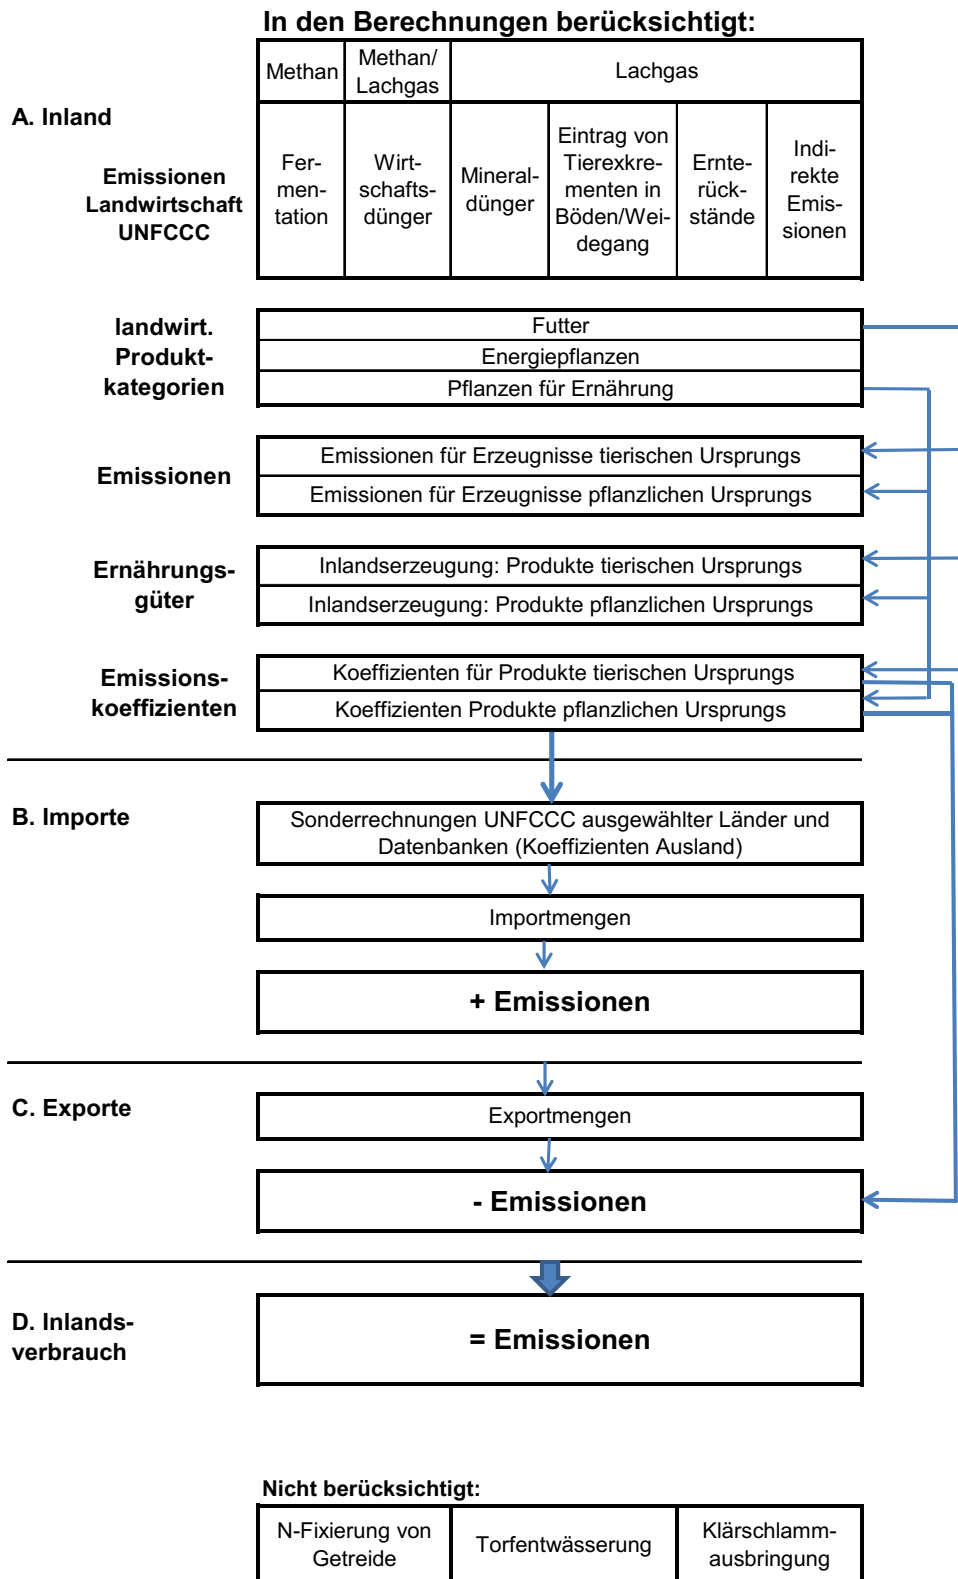 In den Berechnungen berücksichtigt:
Methan
Methan/
Lachgas
Lachgas
A. Inland
Emissionen
Landwirtschaft
UNFCCC
Fer-
men-
tation
Wirt-
schafts-
dünger
Mineral-
dünger
Eintrag von
Tierexkre-
menten in
Böden/Wei-
degang
Ernte-
rück-
stände
Indi-
rekte
Emis-
sionen
landwirt.
Produkt-
kategorien
Futter
Energiepflanzen
Pflanzen für Ernährung
Emissionen
Emissionen für Erzeugnisse tierischen Ursprungs
Emissionen für Erzeugnisse pflanzlichen Ursprungs
Ernährungs-
güter
Inlandserzeugung: Produkte tierischen Ursprungs
Inlandserzeugung: Produkte pflanzlichen Ursprungs
Emissions-
koeffizienten
Koeffizienten für Produkte tierischen Ursprungs
Koeffizienten Produkte pflanzlichen Ursprungs
B. Importe
Sonderrechnungen UNFCCC ausgewählter Länder und
Datenbanken (Koeffizienten Ausland)
Importmengen
+ Emissionen
C. Exporte
Exportmengen
- Emissionen
D. Inlands-
verbrauch
= Emissionen
Nicht berücksichtigt:
N-Fixierung von
Getreide
Torfentwässerung
Klärschlamm-
ausbringung